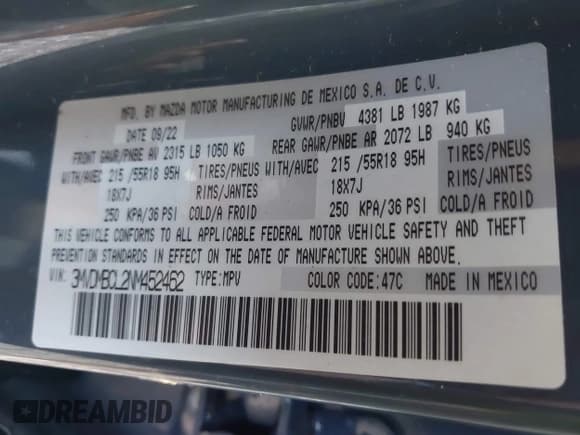 MFD. BY MAZDA MOTOR MANUFACTURING DE MEXICO S.A. DE C.V.
DATE 09/22 GVWR/PNBV 4381 LB 1987 KG
FRONT GAWR/PNBE AV 2315 LB 1050 KG REAR GAWR/PNBE AR 2072 LB 940 KG
WITH/AVEC 215 /55R18 95H TIRES/PNEUS WITH/AVEC 215 /55R18 95H TIRES/PNEUS
18X7J RIMS/JANTES 18X7J RIMS/JANTES
250 KPA/36 PSI COLD/A FROID 250 KPA/36 PSI COLD/A FROID
THIS VEHICLE CONFORMS TO ALL APPLICABLE FEDERAL MOTOR VEHICLE SAFETY AND THEFT
PREVENTION STANDARDS IN EFFECT ON THE DATE OF MANUFACTURE SHOWN ABOVE.
VIN: 3MVDMBCL2NM452462 TYPE:MPV COLOR: 47C MADE IN MEXICO
DREAMBID